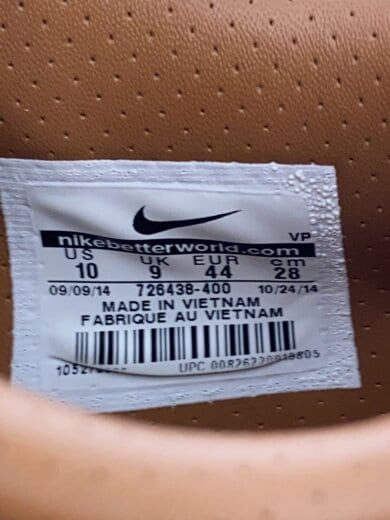 VP
nikebetterworld.com
US UK EUR cm
10 9 44 28
09/09/14 726438-400 10/24/14
MADE IN VIETNAM
FABRIQUE AU VIETNAM
UPC